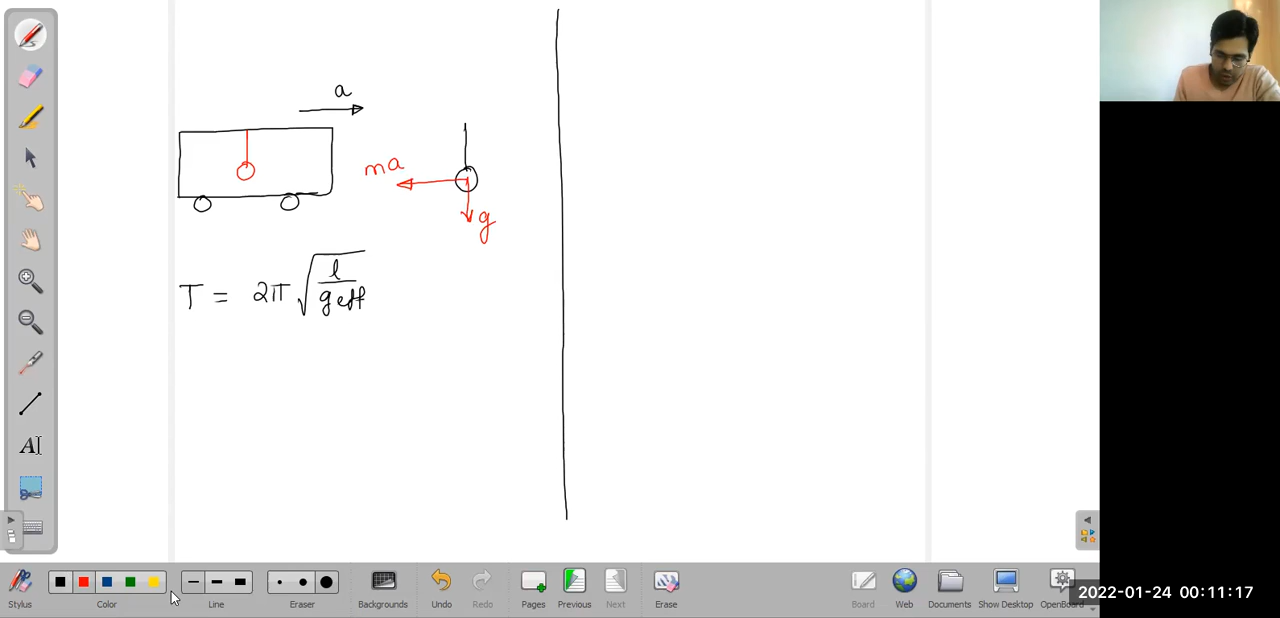 a
ma
g
T = 2π √(l / g eff)
A
Stylus
Color
Line
Eraser
Backgrounds
Undo
Redo
Pages
Previous
Next
Erase
Board
Web
Documents
Show Desktop
OpenBoard
2022-01-24 00:11:17